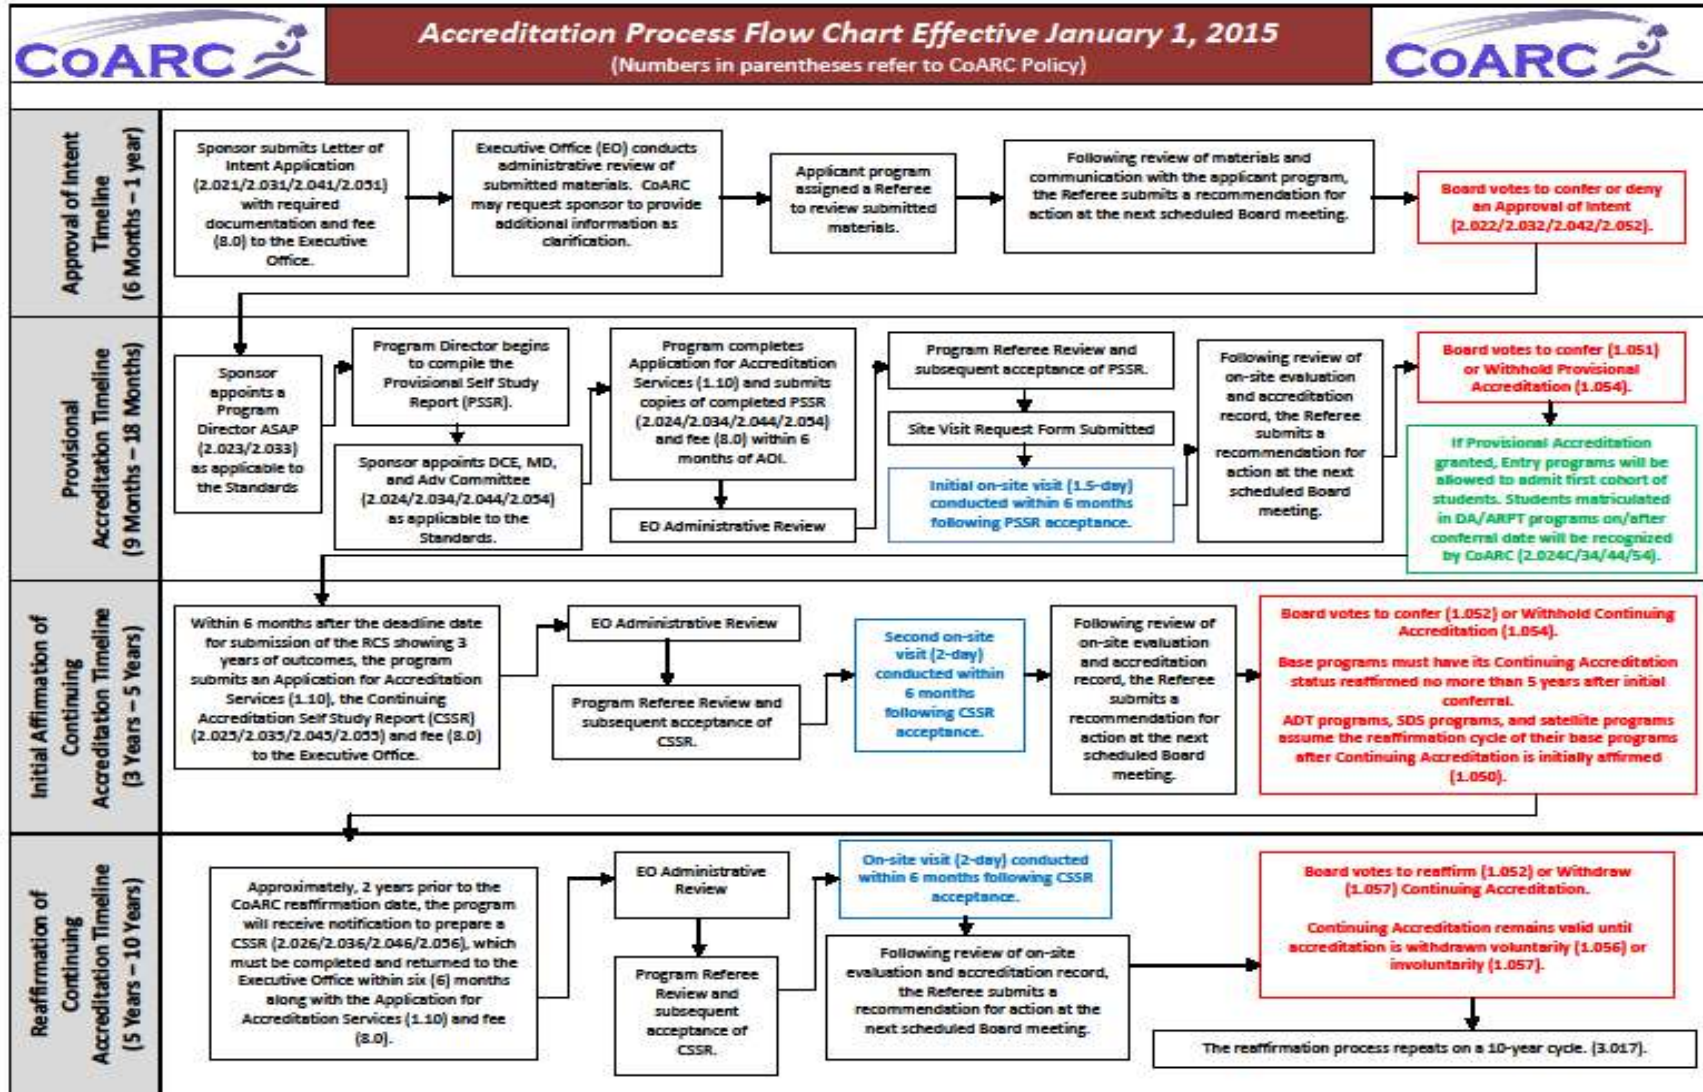 CoARC
Accreditation Process Flow Chart Effective January 1, 2015
(Numbers in parentheses refer to CoARC Policy)
CoARC
Approval of Intent
Timeline
(6 Months – 1 year)
Sponsor submits Letter of
Intent Application
(2.021/2.031/2.041/2.051)
with required
documentation and fee
(8.0) to the Executive
Office.
Executive Office (EO) conducts
administrative review of
submitted materials. CoARC
may request sponsor to provide
additional information as
clarification.
Applicant program
assigned a Referee
to review submitted
materials.
Following review of materials and
communication with the applicant program,
the Referee submits a recommendation for
action at the next scheduled Board meeting.
Board votes to confer or deny
an Approval of Intent
(2.022/2.032/2.042/2.052).
Provisional
Accreditation Timeline
(9 Months – 18 Months)
Sponsor
appoints a
Program
Director ASAP
(2.023/2.033)
as applicable to
the Standards
Program Director begins
to compile the
Provisional Self Study
Report (PSSR).
Sponsor appoints DCE, MD,
and Adv Committee
(2.024/2.034/2.044/2.054)
as applicable to the
Standards.
Program completes
Application for Accreditation
Services (1.10) and submits
copies of completed PSSR
(2.024/2.034/2.044/2.054)
and fee (8.0) within 6
months of AOI.
EO Administrative Review
Program Referee Review and
subsequent acceptance of PSSR.
Site Visit Request Form Submitted
Initial on-site visit (1.5-day)
conducted within 6 months
following PSSR acceptance.
Following review of
on-site evaluation
and accreditation
record, the Referee
submits a
recommendation for
action at the next
scheduled Board
meeting.
Board votes to confer (1.051)
or Withhold Provisional
Accreditation (1.054).
If Provisional Accreditation
granted, Entry programs will be
allowed to admit first cohort of
students. Students matriculated
in DA/ARPT programs on/after
conferral date will be recognized
by CoARC (2.024C/34/44/54).
Initial Affirmation of
Continuing
Accreditation Timeline
(3 Years – 5 Years)
Within 6 months after the deadline date
for submission of the RCS showing 3
years of outcomes, the program
submits an Application for Accreditation
Services (1.10), the Continuing
Accreditation Self Study Report (CSSR)
(2.025/2.035/2.045/2.055) and fee (8.0)
to the Executive Office.
EO Administrative Review
Program Referee Review and
subsequent acceptance of
CSSR.
Second on-site
visit (2-day)
conducted within
6 months
following CSSR
acceptance.
Following review of
on-site evaluation
and accreditation
record, the Referee
submits a
recommendation for
action at the next
scheduled Board
meeting.
Board votes to confer (1.052) or Withhold Continuing
Accreditation (1.054).
Base programs must have its Continuing Accreditation
status reaffirmed no more than 5 years after initial
conferral.
ADT programs, SDS programs, and satellite programs
assume the reaffirmation cycle of their base programs
after Continuing Accreditation is initially affirmed
(1.050).
Reaffirmation of
Continuing
Accreditation Timeline
(5 Years – 10 Years)
Approximately, 2 years prior to the
CoARC reaffirmation date, the program
will receive notification to prepare a
CSSR (2.026/2.036/2.046/2.056), which
must be completed and returned to the
Executive Office within six (6) months
along with the Application for
Accreditation Services (1.10) and fee
(8.0).
EO Administrative
Review
Program Referee
Review and
subsequent
acceptance of
CSSR.
On-site visit (2-day) conducted
within 6 months following CSSR
acceptance.
Following review of on-site
evaluation and accreditation record,
the Referee submits a
recommendation for action at the
next scheduled Board meeting.
Board votes to reaffirm (1.052) or Withdraw
(1.057) Continuing Accreditation.
Continuing Accreditation remains valid until
accreditation is withdrawn voluntarily (1.056) or
involuntarily (1.057).
The reaffirmation process repeats on a 10-year cycle. (3.017).